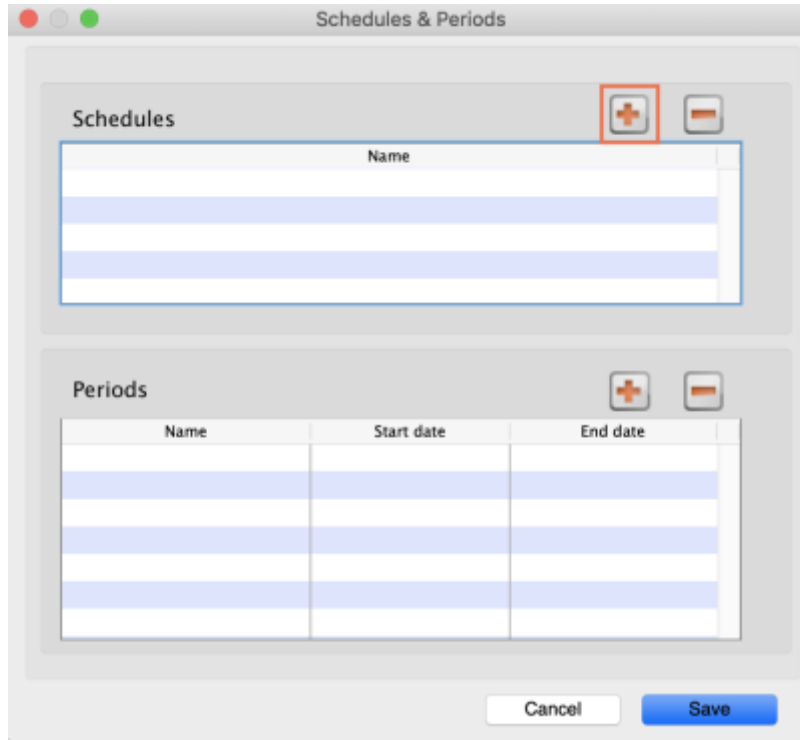 Schedules & Periods
Schedules
Name
Periods
Name Start date End date
Cancel Save